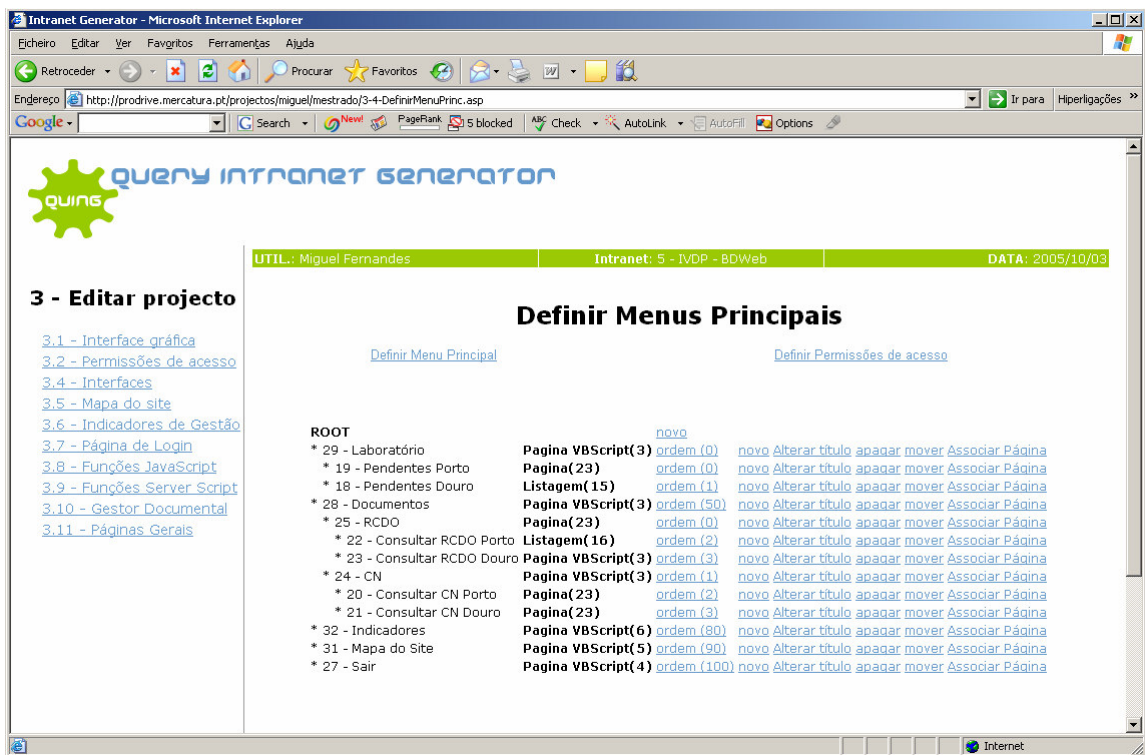 Intranet Generator - Microsoft Internet Explorer
Ficheiro Editar Ver Favoritos Ferramentas Ajuda
Retroceder Procurar Favoritos
Endereço http://prodrive.mercatura.pt/projectos/miguel/mestrado/3-4-DefinirMenuPrinc.asp Ir para Hiperligações »
Google Search New! PageRank 5 blocked ABC Check AutoLink AutoFill Options
QUING QUERY INTRANET GENERATOR
UTIL.: Miguel Fernandes Intranet: 5 - IVDP - BDWeb DATA: 2005/10/03
3 - Editar projecto
3.1 - Interface gráfica
3.2 - Permissões de acesso
3.4 - Interfaces
3.5 - Mapa do site
3.6 - Indicadores de Gestão
3.7 - Página de Login
3.8 - Funções JavaScript
3.9 - Funções Server Script
3.10 - Gestor Documental
3.11 - Páginas Gerais
Definir Menus Principais
Definir Menu Principal Definir Permissões de acesso
ROOT novo
* 29 - Laboratório Pagina VBScript(3) ordem (0) novo Alterar título apagar mover Associar Página
* 19 - Pendentes Porto Pagina(23) ordem (0) novo Alterar título apagar mover Associar Página
* 18 - Pendentes Douro Listagem(15) ordem (1) novo Alterar título apagar mover Associar Página
* 28 - Documentos Pagina VBScript(3) ordem (50) novo Alterar título apagar mover Associar Página
* 25 - RCDO Pagina(23) ordem (0) novo Alterar título apagar mover Associar Página
* 22 - Consultar RCDO Porto Listagem(16) ordem (2) novo Alterar título apagar mover Associar Página
* 23 - Consultar RCDO Douro Pagina VBScript(3) ordem (3) novo Alterar título apagar mover Associar Página
* 24 - CN Pagina VBScript(3) ordem (1) novo Alterar título apagar mover Associar Página
* 20 - Consultar CN Porto Pagina(23) ordem (2) novo Alterar título apagar mover Associar Página
* 21 - Consultar CN Douro Pagina(23) ordem (3) novo Alterar título apagar mover Associar Página
* 32 - Indicadores Pagina VBScript(6) ordem (80) novo Alterar título apagar mover Associar Página
* 31 - Mapa do Site Pagina VBScript(5) ordem (90) novo Alterar título apagar mover Associar Página
* 27 - Sair Pagina VBScript(4) ordem (100) novo Alterar título apagar mover Associar Página
Internet